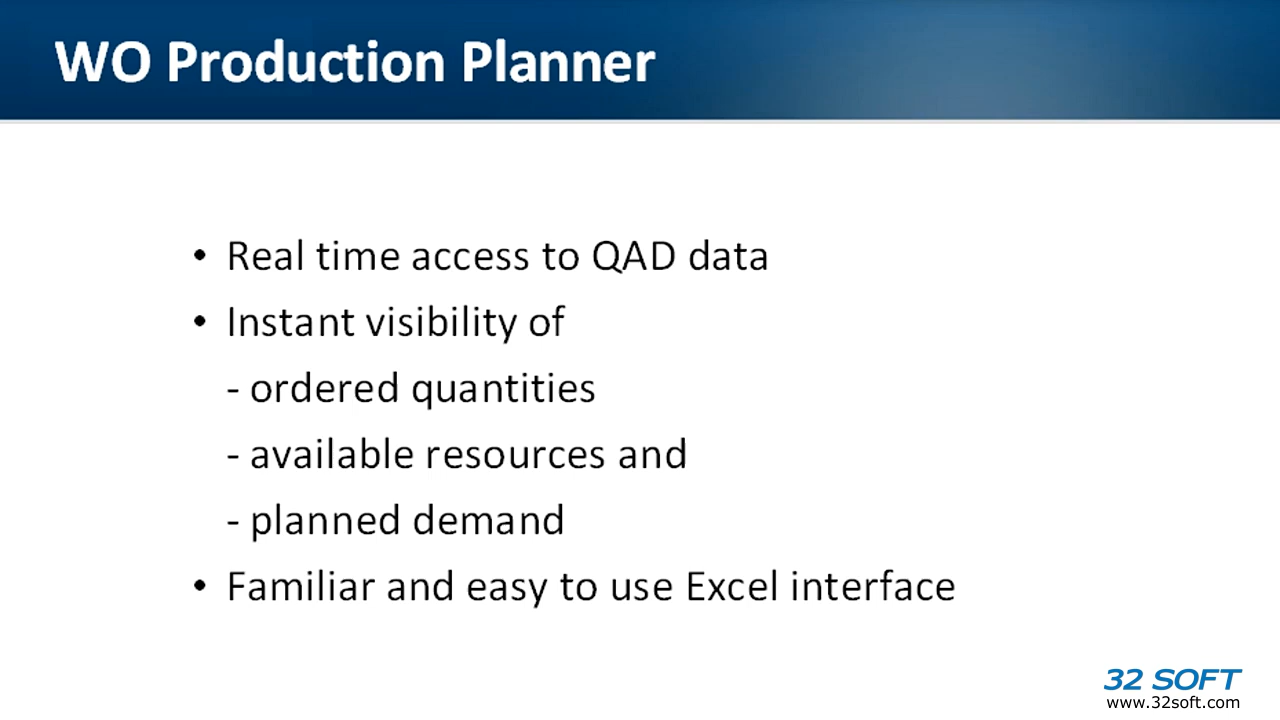 WO Production Planner
• Real time access to QAD data
• Instant visibility of
- ordered quantities
- available resources and
- planned demand
• Familiar and easy to use Excel interface
32 SOFT
www.32soft.com